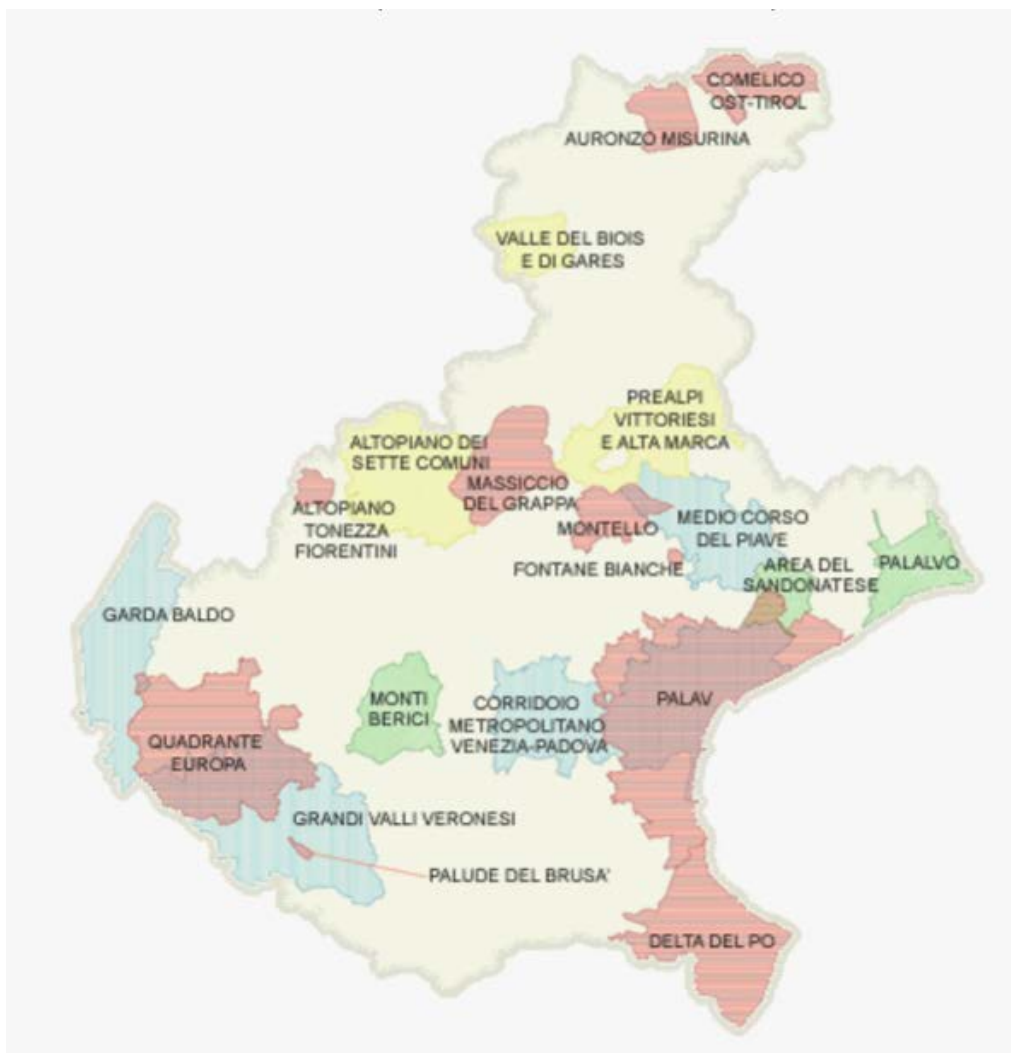 COMELICO
OST-TIROL
AURONZO MISURINA
VALLE DEL BIOIS
E DI GARES
PREALPI
VITTORIESI
E ALTA MARCA
ALTOPIANO DEI
SETTE COMUNI
MASSICCIO
DEL GRAPPA
ALTOPIANO
TONEZZA
FIORENTINI
MONTELLO
MEDIO CORSO
DEL PIAVE
FONTANE BIANCHE
AREA DEL
SANDONATESE
PALALVO
GARDA BALDO
MONTI
BERICI
CORRIDOIO
METROPOLITANO
VENEZIA-PADOVA
PALAV
QUADRANTE
EUROPA
GRANDI VALLI VERONESI
PALUDE DEL BRUSA'
DELTA DEL PO